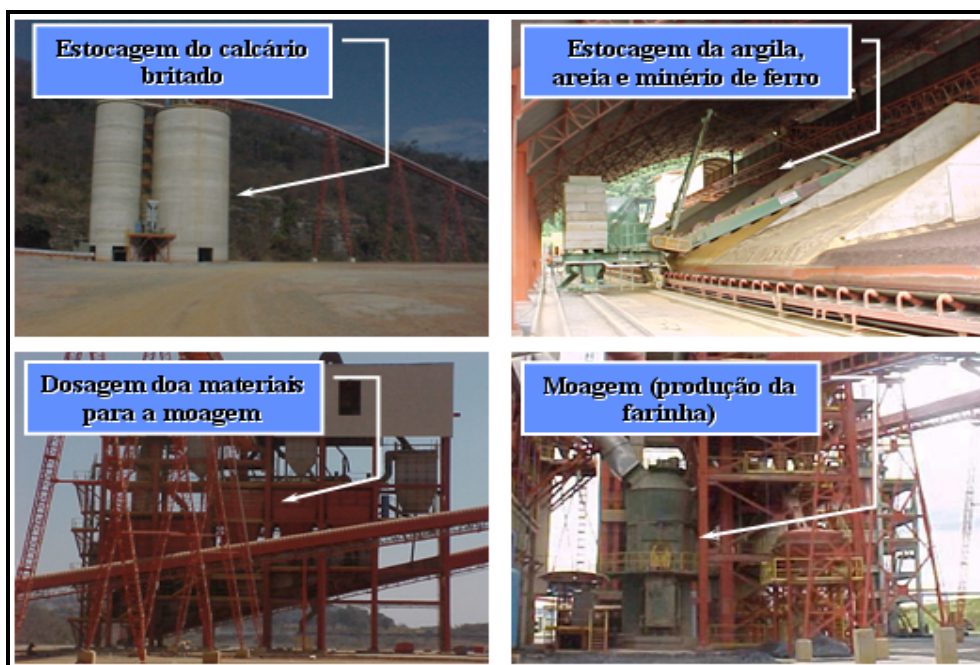 Estocagem do calcário
britado
Estocagem da argila,
areia e minério de ferro
Dosagem doa materiais
para a moagem
Moagem (produção da
farinha)